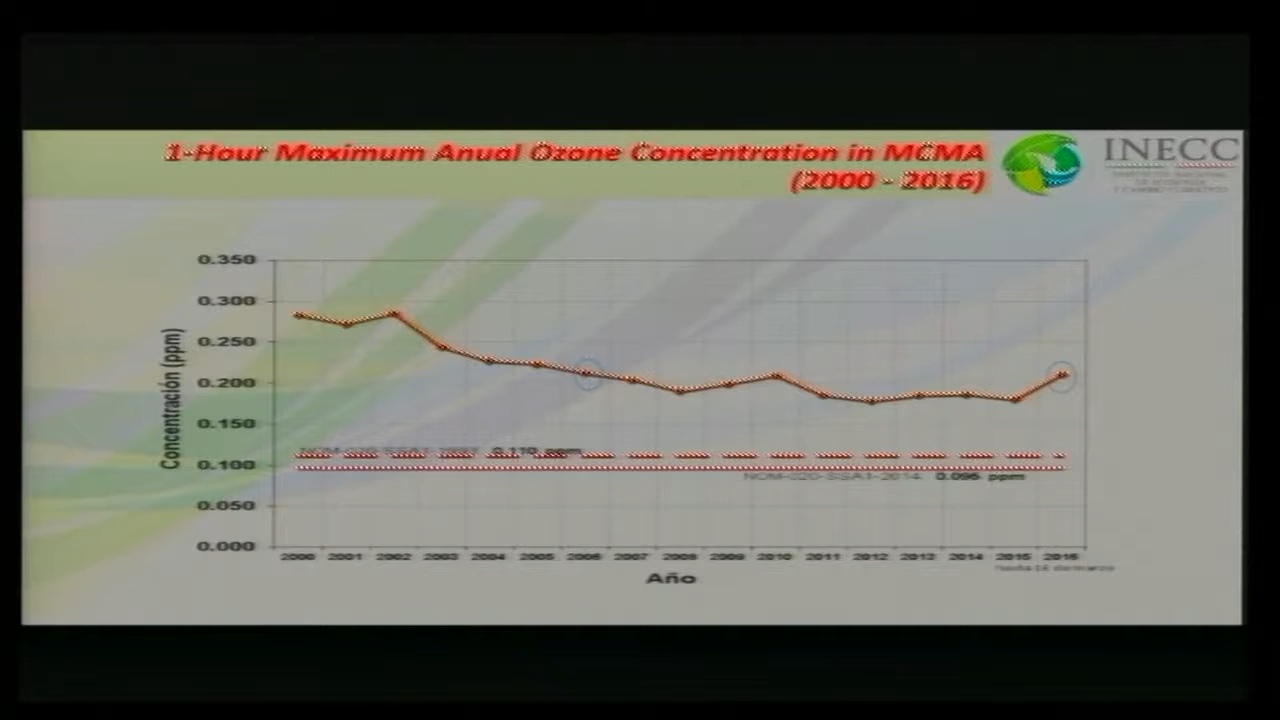 1-Hour Maximum Anual Ozone Concentration in MCMA
(2000 - 2016)
INECC
0.350
0.300
0.250
0.200
0.150
0.100
0.050
0.000
Concentración (ppm)
0.110 ppm
NOM-020-SSA1-2014 0.095 ppm
2000 2001 2002 2003 2004 2005 2006 2007 2008 2009 2010 2011 2012 2013 2014 2015 2016
Año